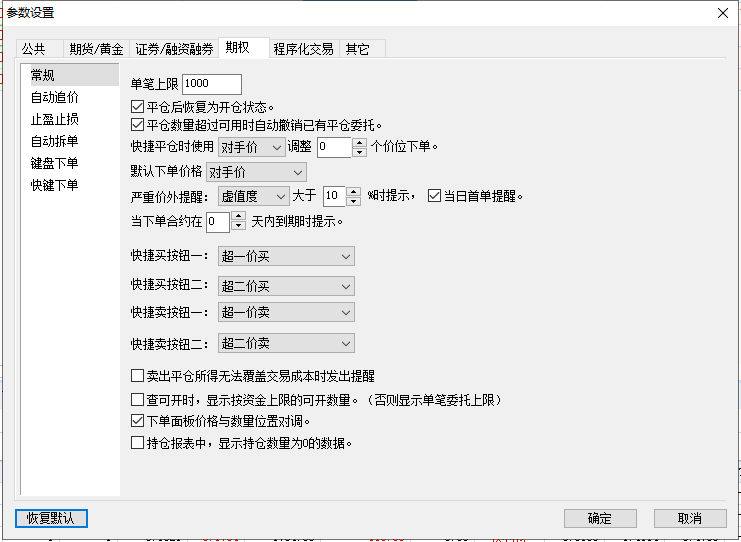 参数设置
公共 期货/黄金 证券/融资融券 期权 程序化交易 其它
常规
自动追价
止盈止损
自动拆单
键盘下单
快键下单
单笔上限 1000
平仓后恢复为开仓状态。
平仓数量超过可用时自动撤销已有平仓委托。
快捷平仓时使用 对手价 调整 0 个价位下单。
默认下单价格 对手价
严重价外提醒： 虚值度 大于 10 %时提示， 当日首单提醒。
当下单合约在 0 天内到期时提示。
快捷买按钮一： 超一价买
快捷买按钮二： 超二价买
快捷卖按钮一： 超一价卖
快捷卖按钮二： 超二价卖
卖出平仓所得无法覆盖交易成本时发出提醒
查可开时，显示按资金上限的可开数量。（否则显示单笔委托上限）
下单面板价格与数量位置对调。
持仓报表中，显示持仓数量为0的数据。
恢复默认 确定 取消